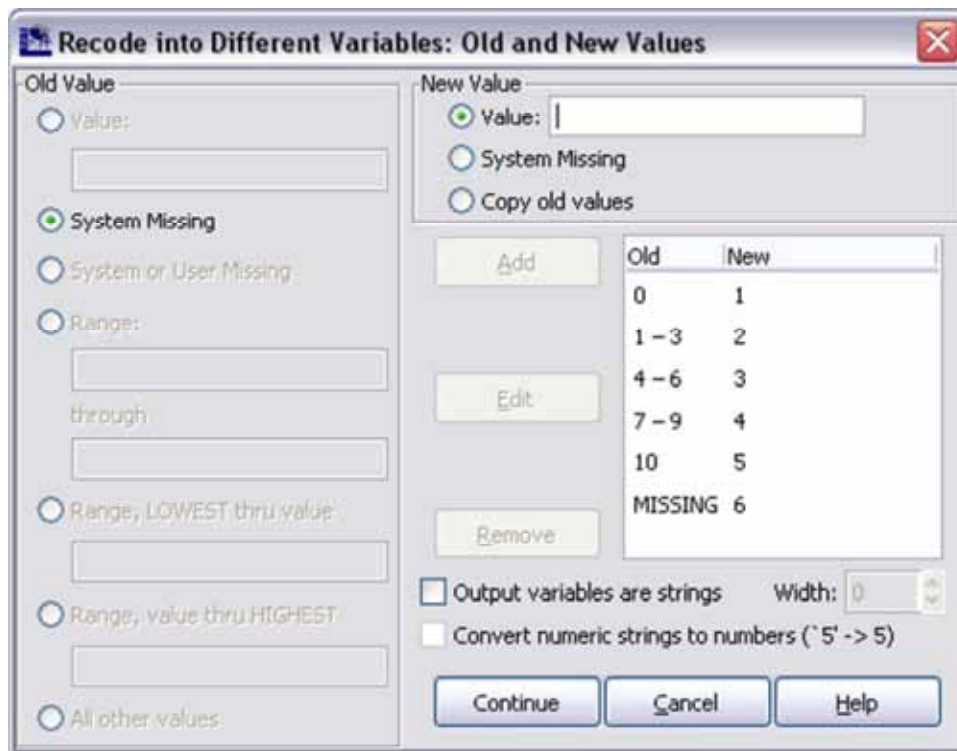 Recode into Different Variables: Old and New Values
Old Value
Value:
System Missing
System or User Missing
Range:
through
Range, LOWEST thru value
Range, value thru HIGHEST
All other values
New Value
Value:
System Missing
Copy old values
Add
Edit
Remove
Old New
0 1
1 – 3 2
4 – 6 3
7 – 9 4
10 5
MISSING 6
Output variables are strings Width: 0
Convert numeric strings to numbers (`5' -> 5)
Continue Cancel Help